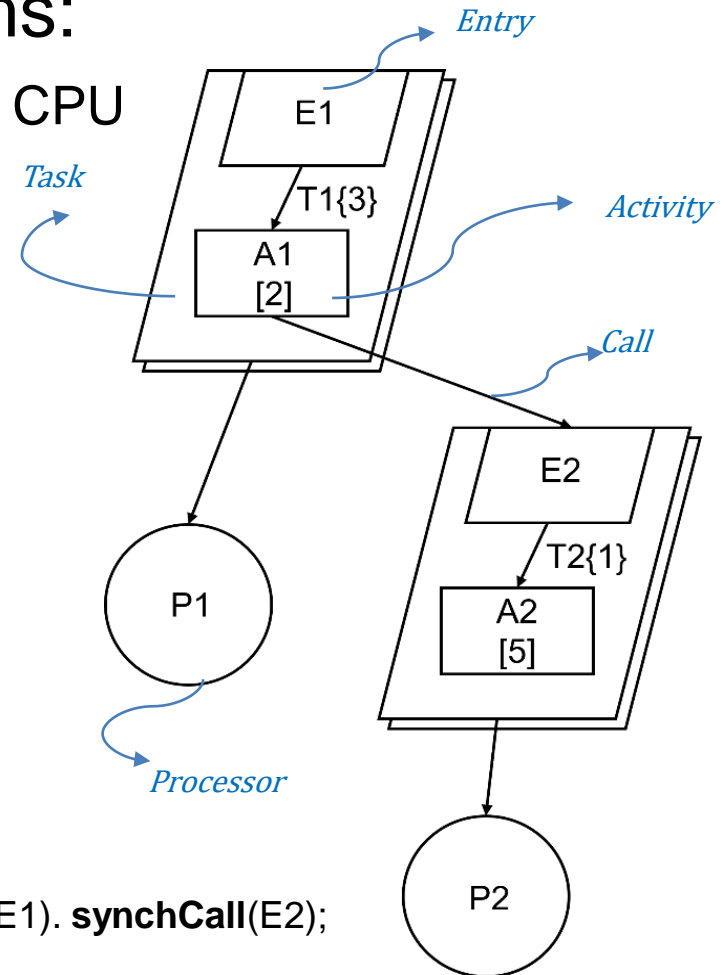 ns:
Entry
CPU
E1
Task
T1{3}
Activity
A1
[2]
Call
E2
T2{1}
P1
A2
[5]
Processor
P2
E1). synchCall(E2);